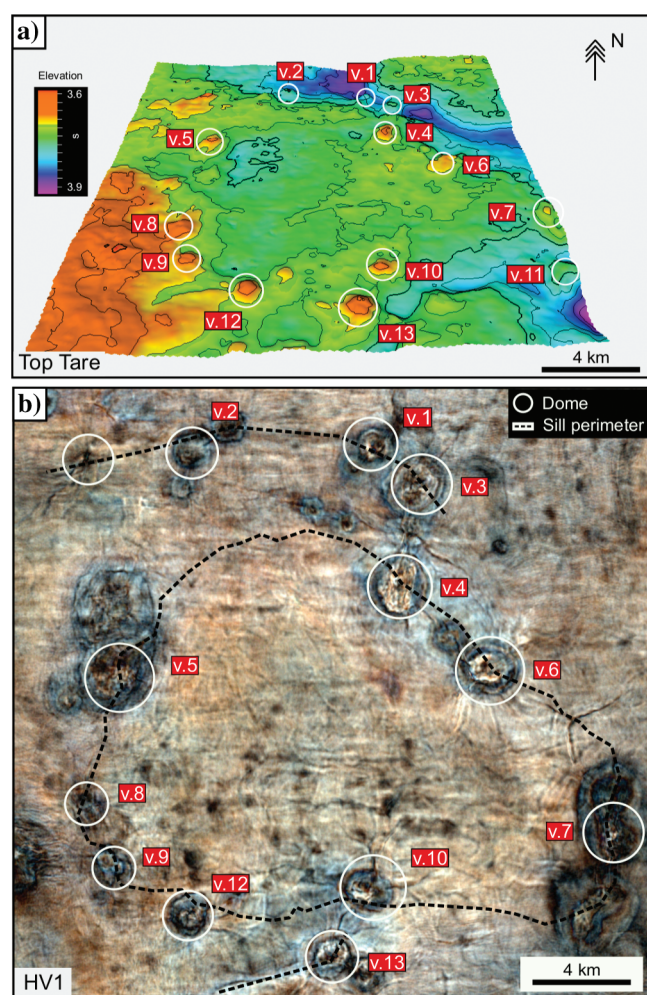 a)
N
Elevation
3.6
s
3.9
v.2
v.1
v.3
v.4
v.5
v.6
v.7
v.8
v.9
v.10
v.11
v.12
v.13
Top Tare
4 km
b)
Dome
Sill perimeter
v.2
v.1
v.3
v.4
v.5
v.6
v.8
v.7
v.9
v.10
v.12
v.13
HV1
4 km